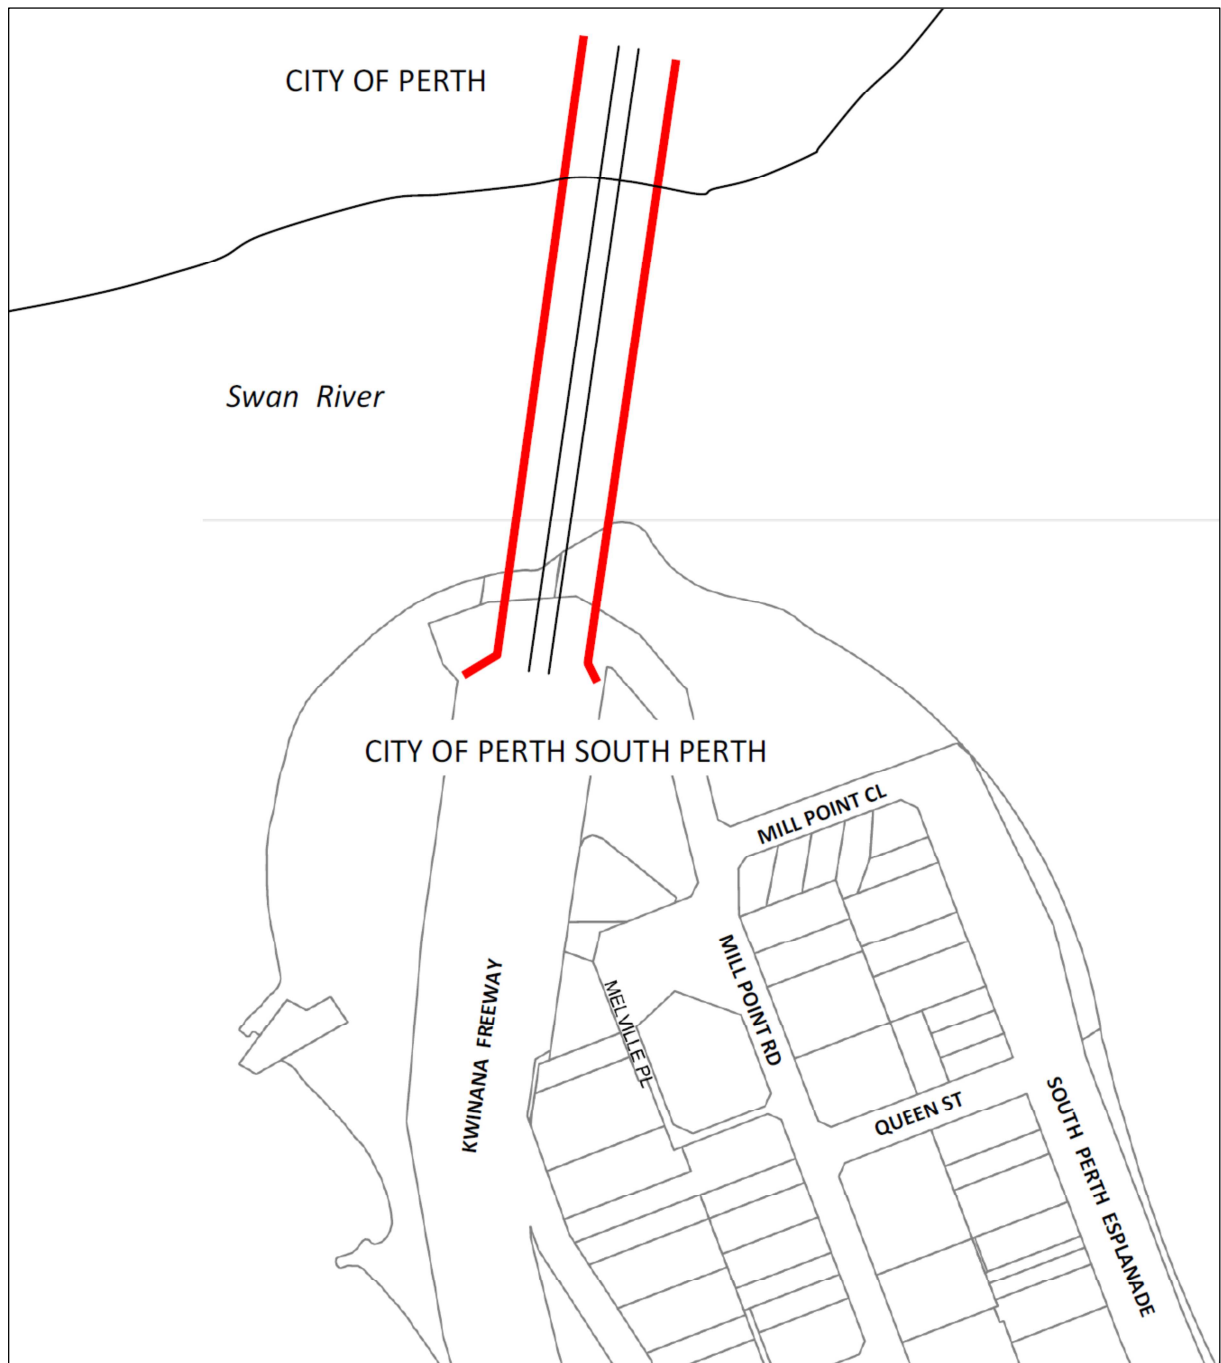 CITY OF PERTH
Swan River
CITY OF PERTH SOUTH PERTH
MILL POINT CL
MILL POINT RD
KWINANA FREEWAY
MELVILLE PL
QUEEN ST
SOUTH PERTH ESPLANADE